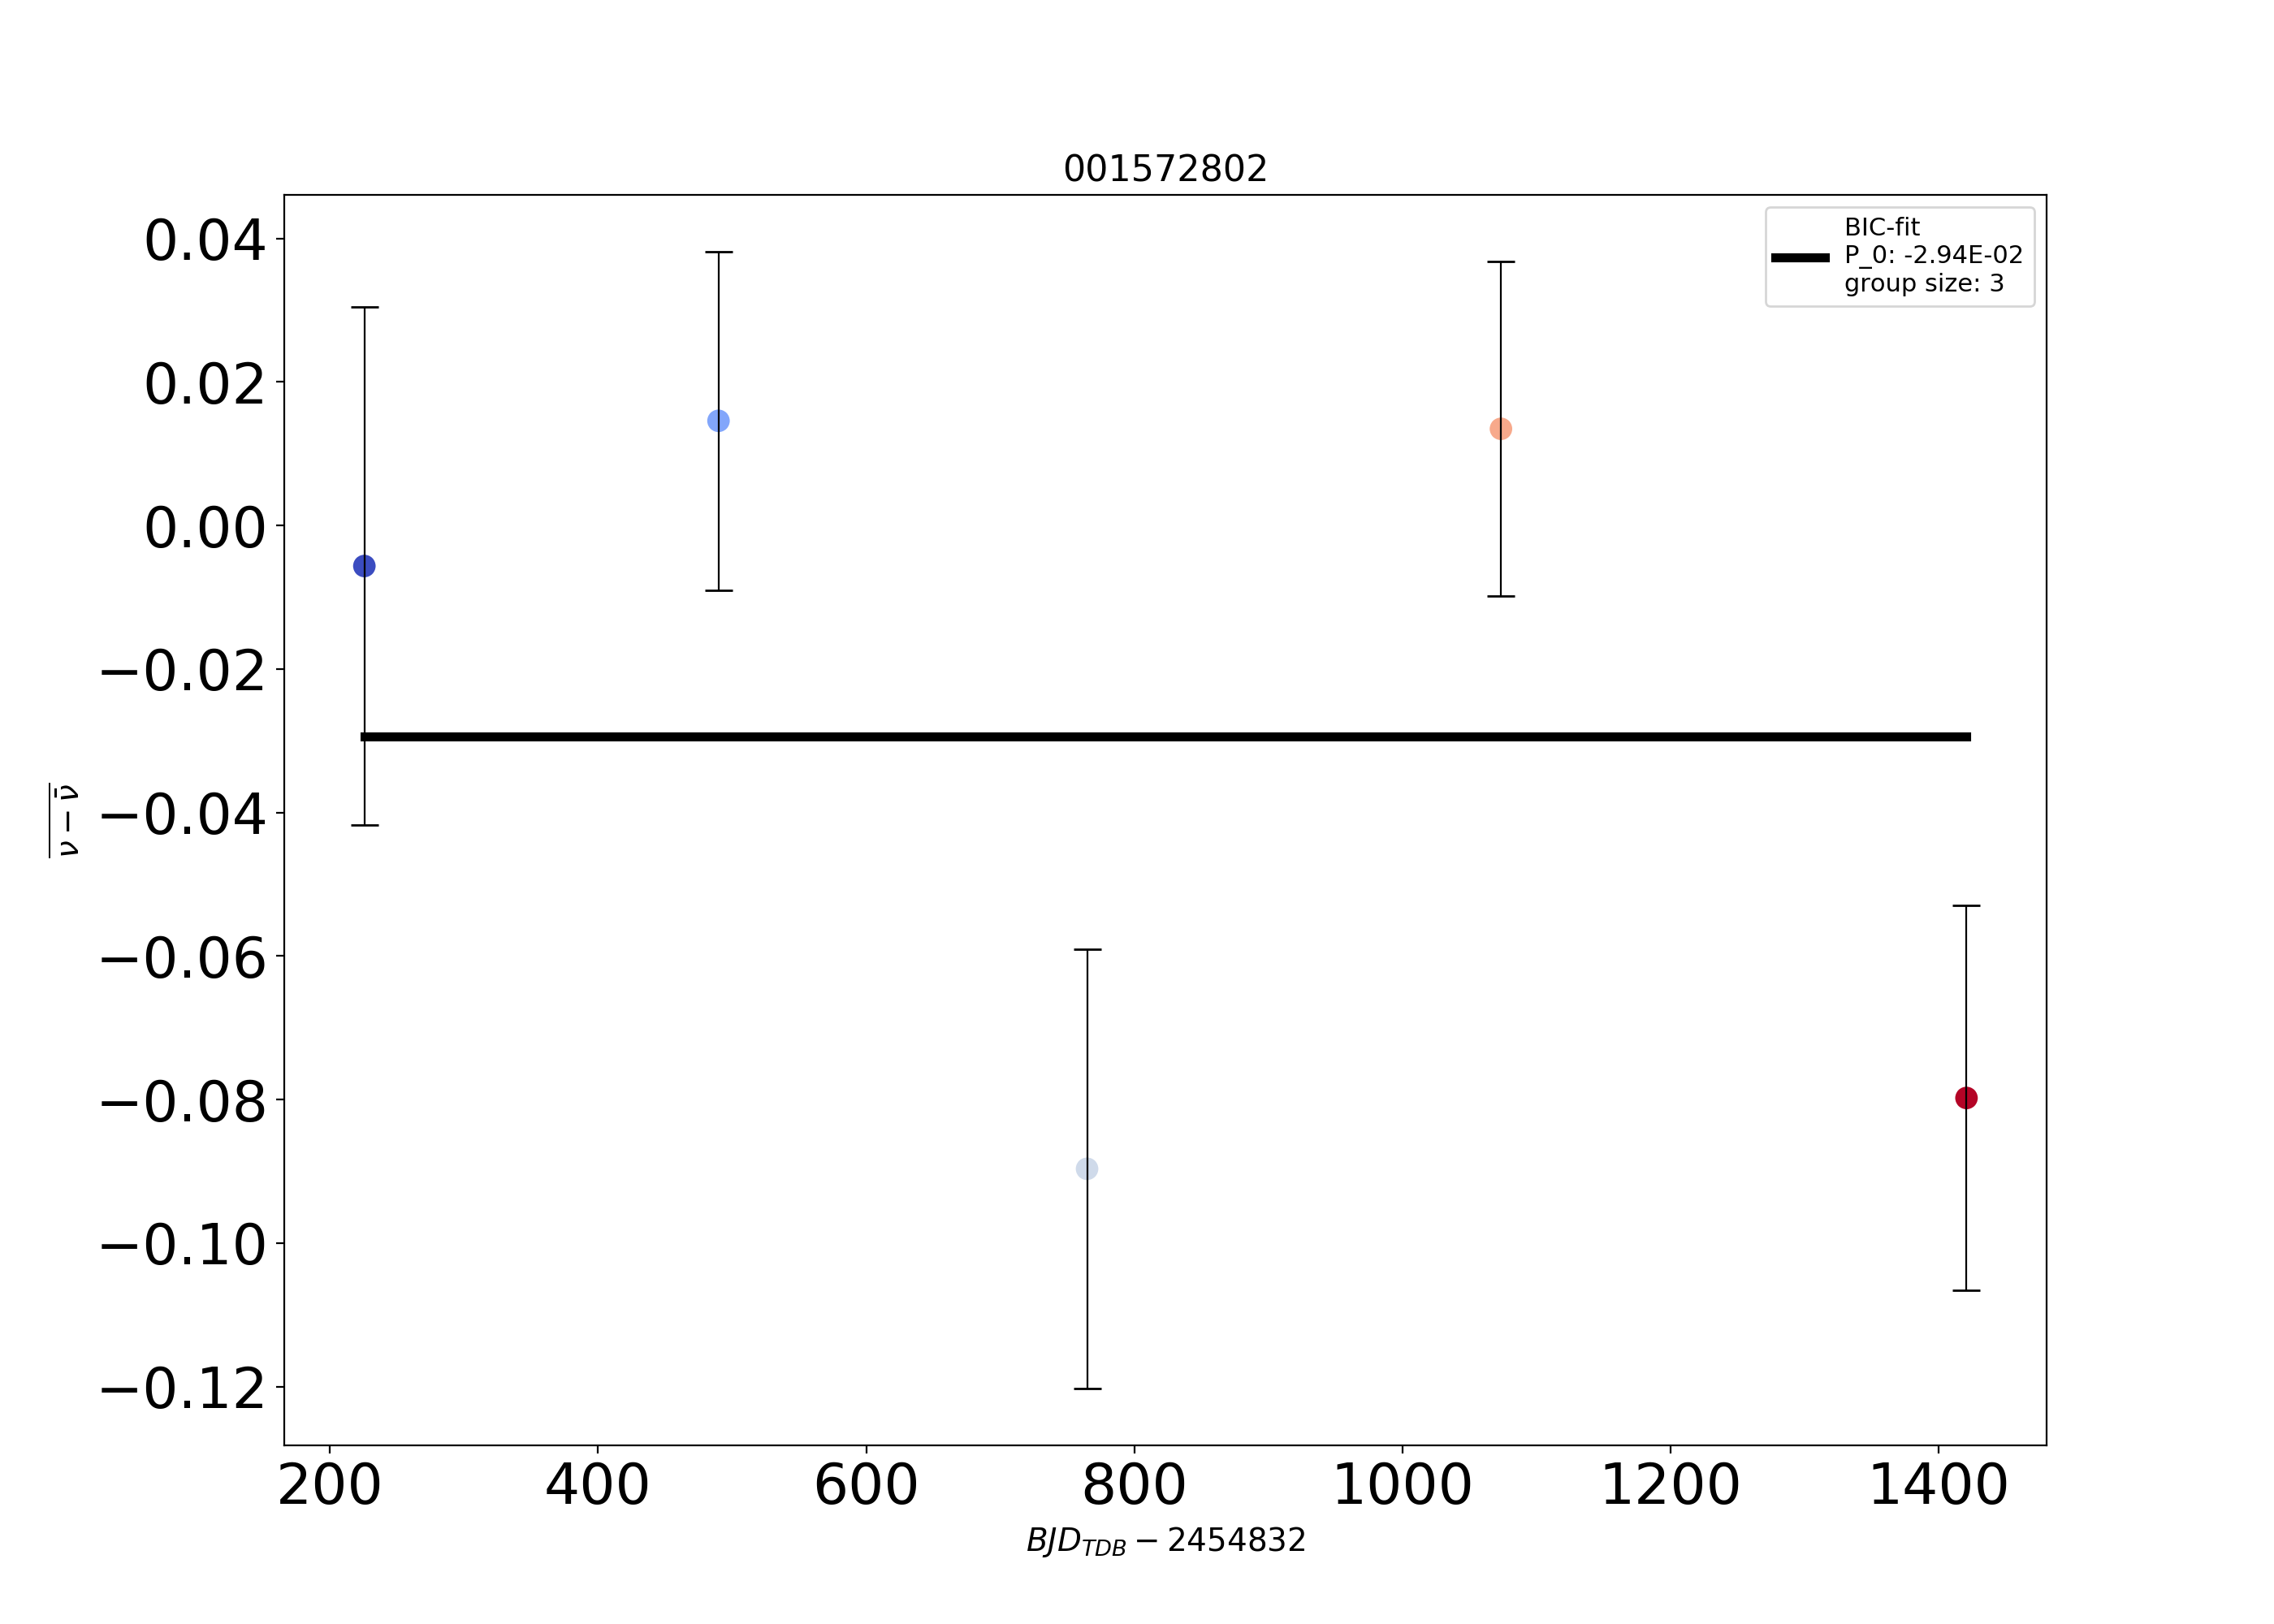 001572802
BIC-fit
P_0: -2.94E-02
group size: 3
0.04
0.02
0.00
−0.02
−0.04
−0.06
−0.08
−0.10
−0.12
ν − ν̄
200 400 600 800 1000 1200 1400
BJD_TDB − 2454832